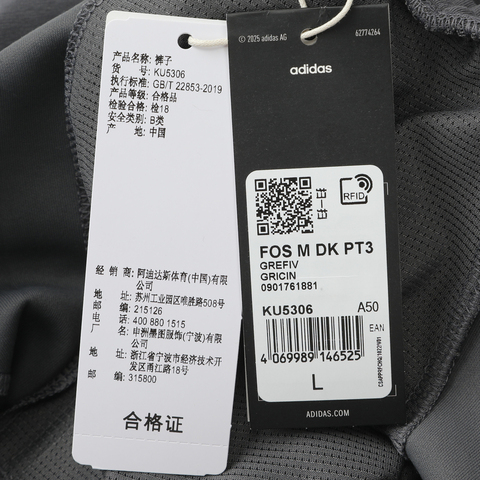 产品名称: 裤子
货 号: KU5306
执行标准: GB/T 22853-2019
产品等级: 合格品
检验合格: 检18
安全类别: B类
产 地: 中国
经 销 商: 阿迪达斯体育(中国)有限
公司
地 址: 苏州工业园区唯胜路508号
邮 编: 215126
电 话: 400 880 1515
厂 名: 申洲墨图服饰(宁波)有限
公司
地 址: 浙江省宁波市经济技术开
发区甬江路18号
邮 编: 315800
合格证
© 2025 adidas AG
62774264
adidas
RFID
FOS M DK PT3
GREFIV
GRICIN
0901761881
KU5306 A50
EAN
4 069989 146525
L
ADIDAS.COM